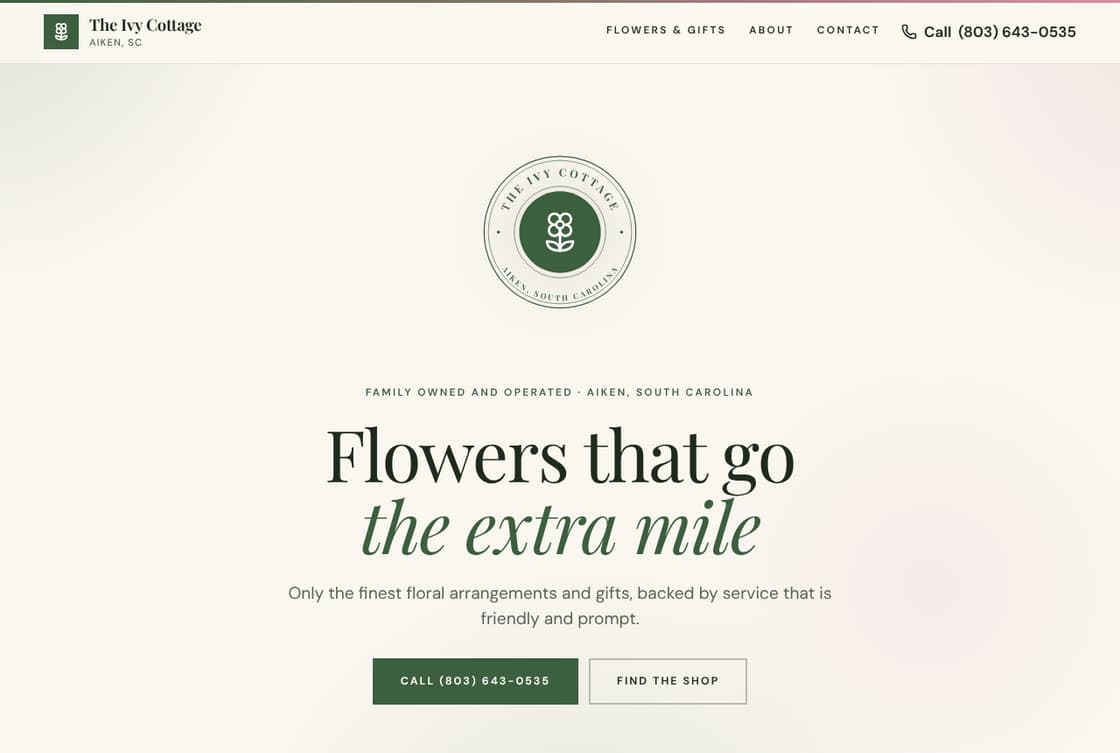 The Ivy Cottage
AIKEN, SC
FLOWERS & GIFTS
ABOUT
CONTACT
Call (803) 643-0535
THE IVY COTTAGE
AIKEN, SOUTH CAROLINA
FAMILY OWNED AND OPERATED · AIKEN, SOUTH CAROLINA
Flowers that go
the extra mile
Only the finest floral arrangements and gifts, backed by service that is
friendly and prompt.
CALL (803) 643-0535
FIND THE SHOP